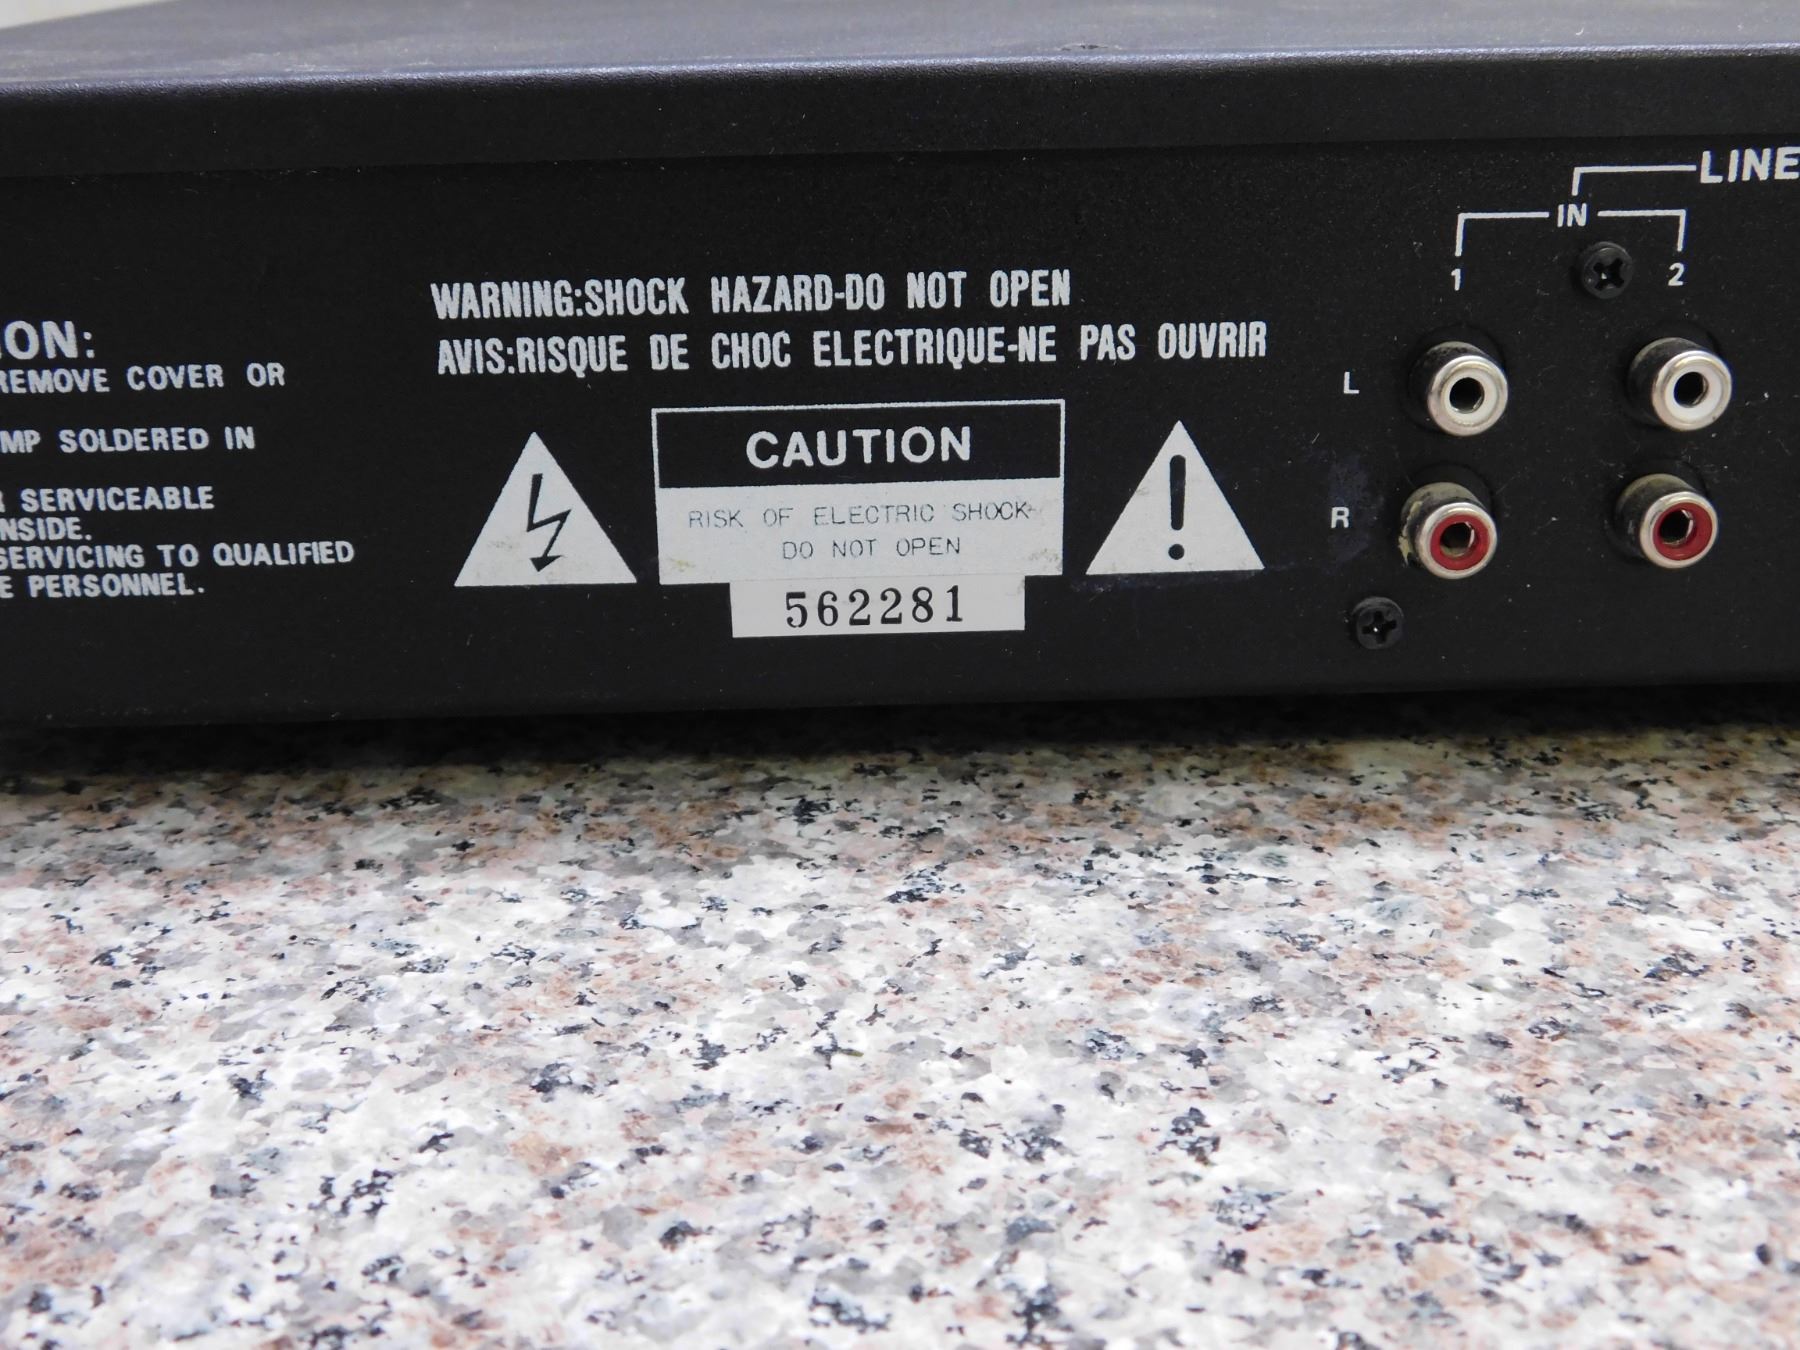 ON:
REMOVE COVER OR
MP SOLDERED IN
R SERVICEABLE
NSIDE.
SERVICING TO QUALIFIED
E PERSONNEL.
WARNING:SHOCK HAZARD-DO NOT OPEN
AVIS:RISQUE DE CHOC ELECTRIQUE-NE PAS OUVRIR
CAUTION
RISK OF ELECTRIC SHOCK
DO NOT OPEN
562281
LINE
IN
1 2
L
R